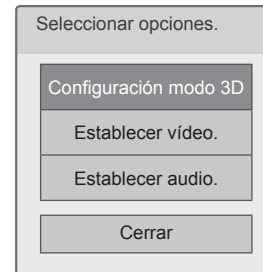 Seleccionar opciones.
Configuración modo 3D
Establecer vídeo.
Establecer audio.
Cerrar